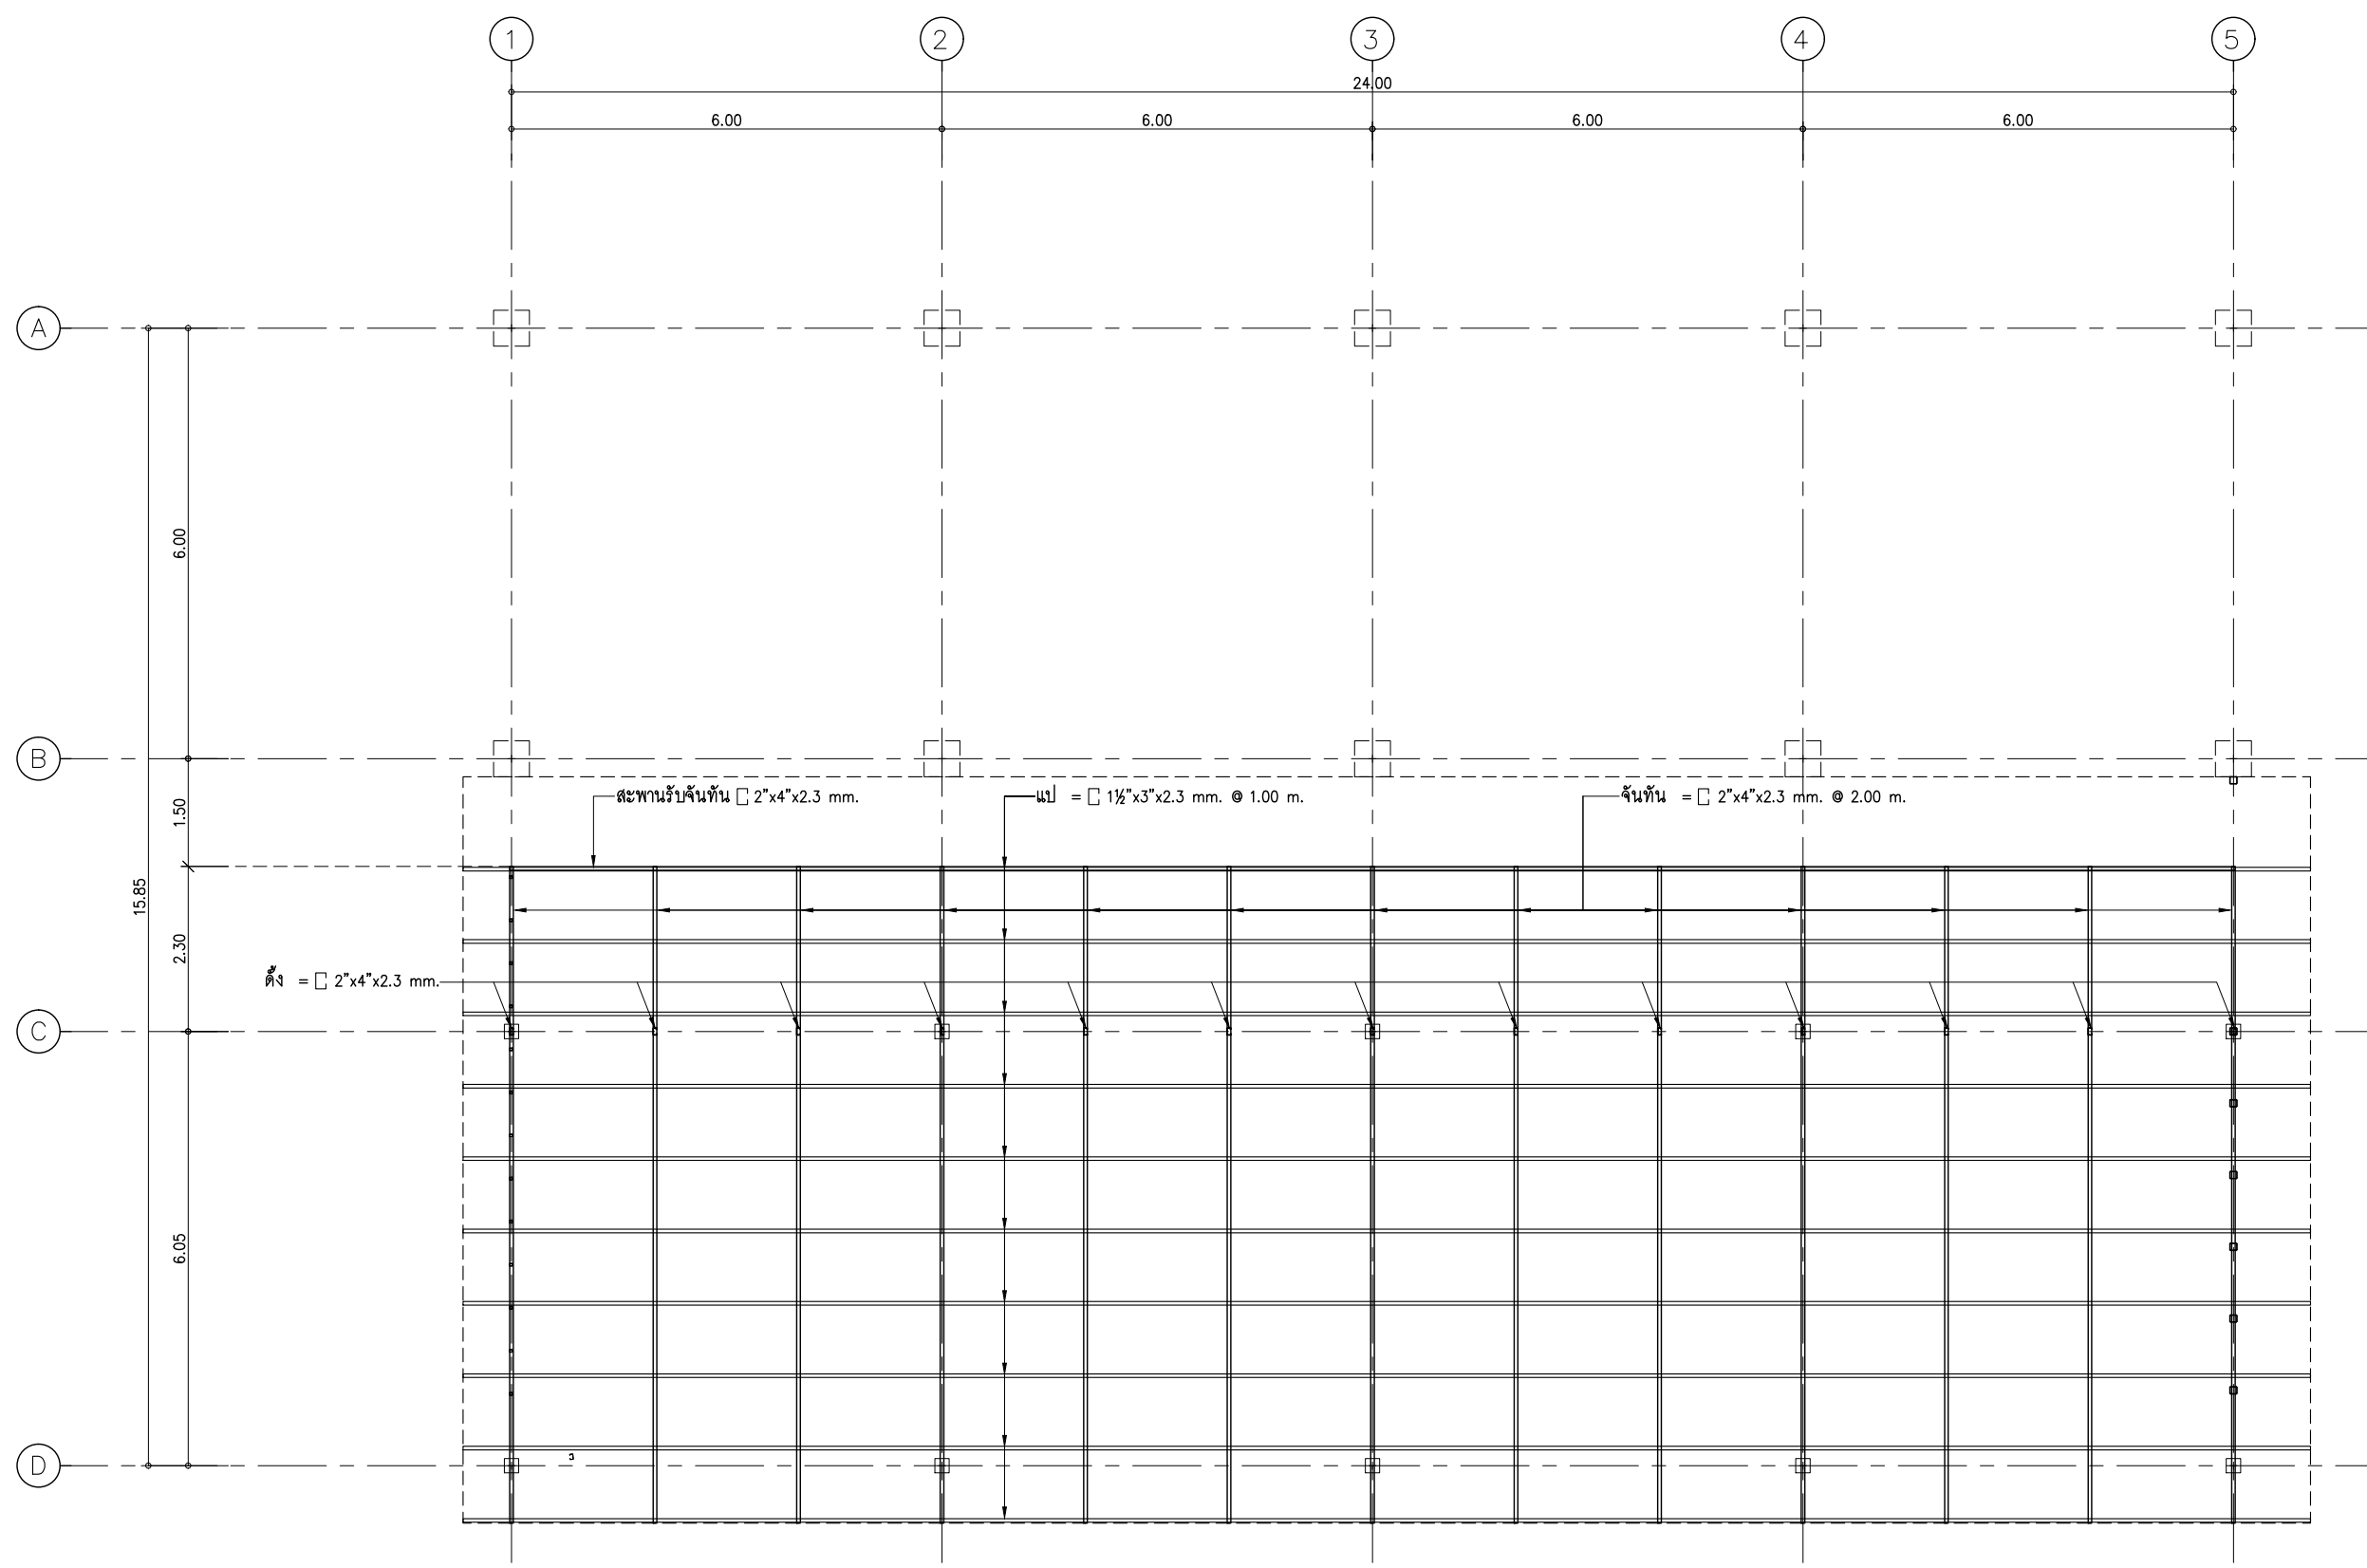 1 2 3 4 5
24.00
6.00 6.00 6.00 6.00
A
6.00
B
สะพานรับจันทัน 2"x4"x2.3 mm. แป = 1½"x3"x2.3 mm. @ 1.00 m. จันทัน = 2"x4"x2.3 mm. @ 2.00 m.
1.50
15.85
2.30
ดั้ง = 2"x4"x2.3 mm.
C
6.05
D